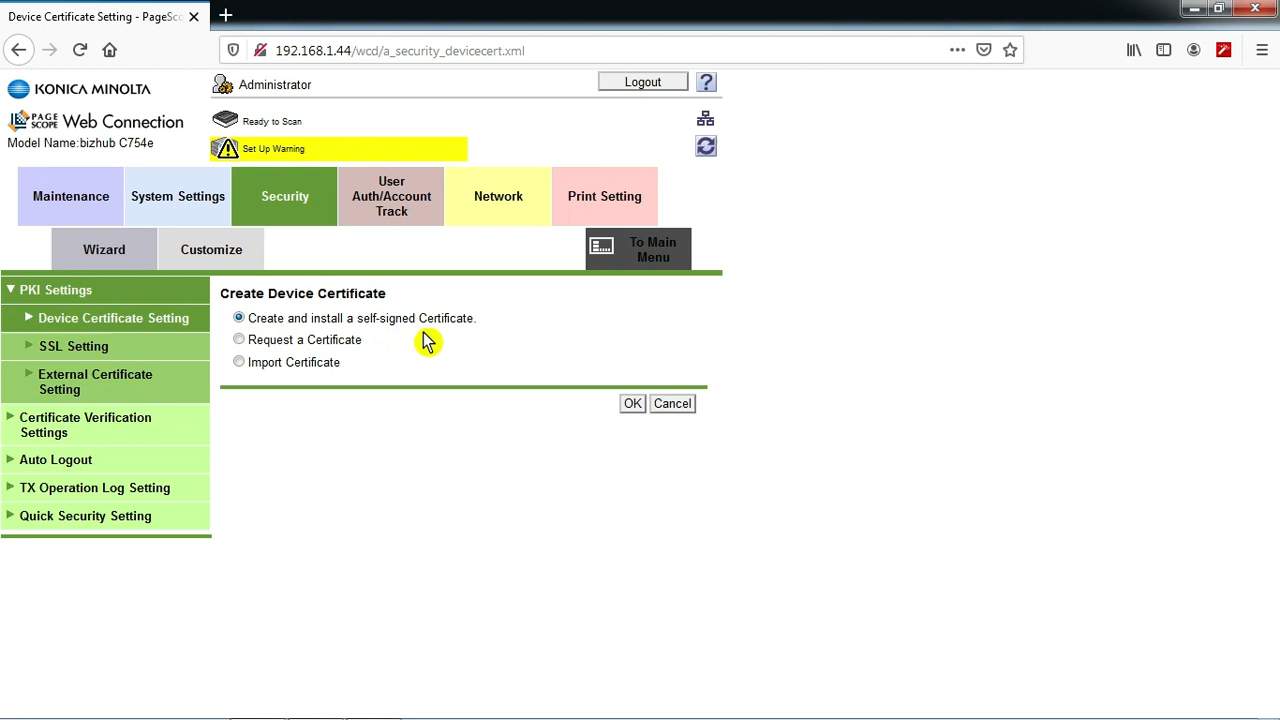 Device Certificate Setting - PageSco
192.168.1.44/wcd/a_security_devicecert.xml
KONICA MINOLTA
Administrator
Logout
?
PAGE SCOPE Web Connection
Ready to Scan
Model Name:bizhub C754e
Set Up Warning
Maintenance
System Settings
Security
User
Auth/Account
Track
Network
Print Setting
Wizard
Customize
To Main
Menu
PKI Settings
Device Certificate Setting
SSL Setting
External Certificate
Setting
Certificate Verification
Settings
Auto Logout
TX Operation Log Setting
Quick Security Setting
Create Device Certificate
Create and install a self-signed Certificate.
Request a Certificate
Import Certificate
OK
Cancel